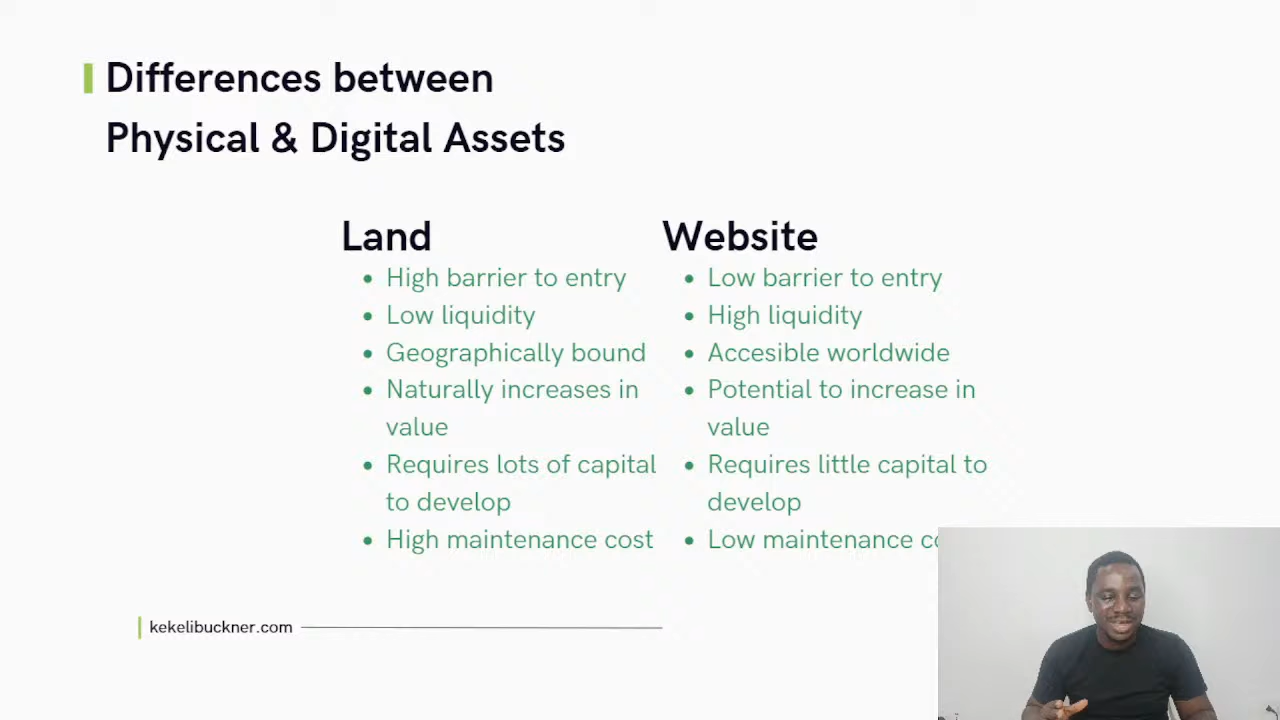 Differences between
Physical & Digital Assets
Land
High barrier to entry
Low liquidity
Geographically bound
Naturally increases in
value
Requires lots of capital
to develop
High maintenance cost
Website
Low barrier to entry
High liquidity
Accesible worldwide
Potential to increase in
value
Requires little capital to
develop
Low maintenance
kekelibuckner.com